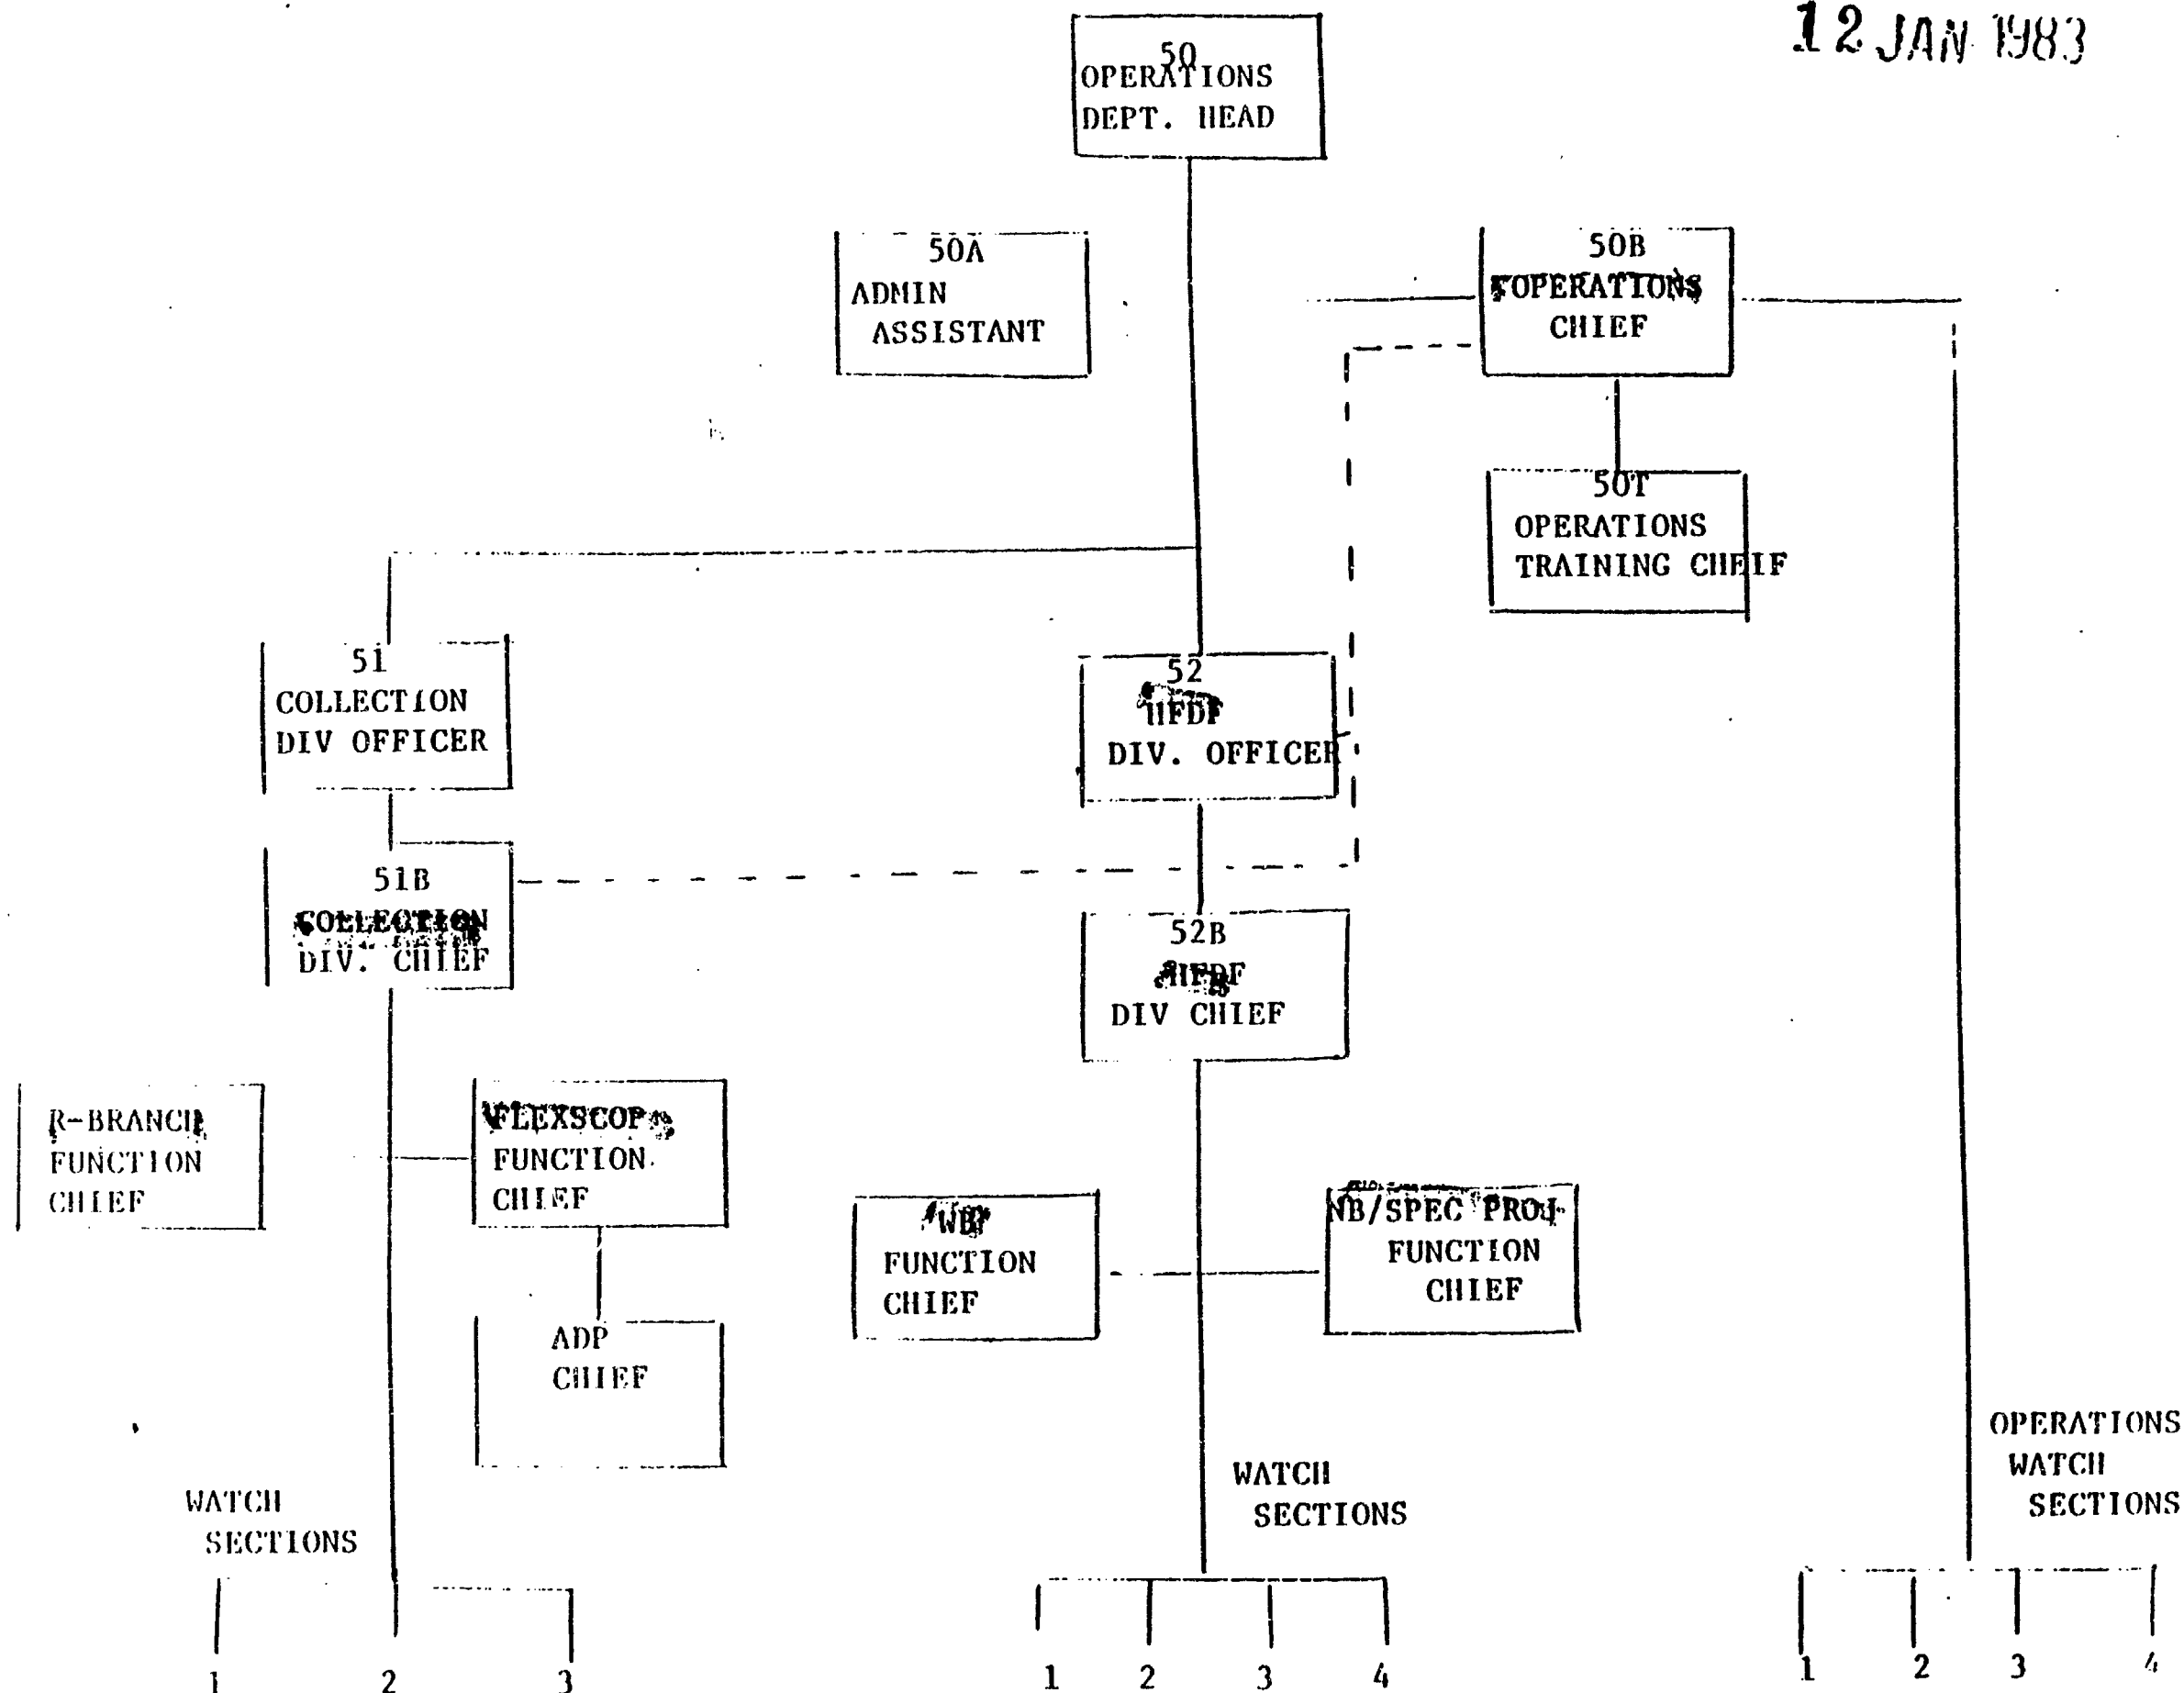 12 JAN 1983
50
OPERATIONS
DEPT. HEAD
50A
ADMIN
ASSISTANT
50B
OPERATIONS
CHIEF
50T
OPERATIONS
TRAINING CHEIF
51
COLLECTION
DIV OFFICER
52
HFDF
DIV. OFFICER
51B
COLLECTION
DIV. CHIEF
52B
HFDF
DIV CHIEF
R-BRANCH
FUNCTION
CHIEF
FLEXSCOP
FUNCTION
CHIEF
ADP
CHIEF
WB
FUNCTION
CHIEF
NB/SPEC PROJ
FUNCTION
CHIEF
WATCH
SECTIONS
1 2 3
WATCH
SECTIONS
1 2 3 4
OPERATIONS
WATCH
SECTIONS
1 2 3 4